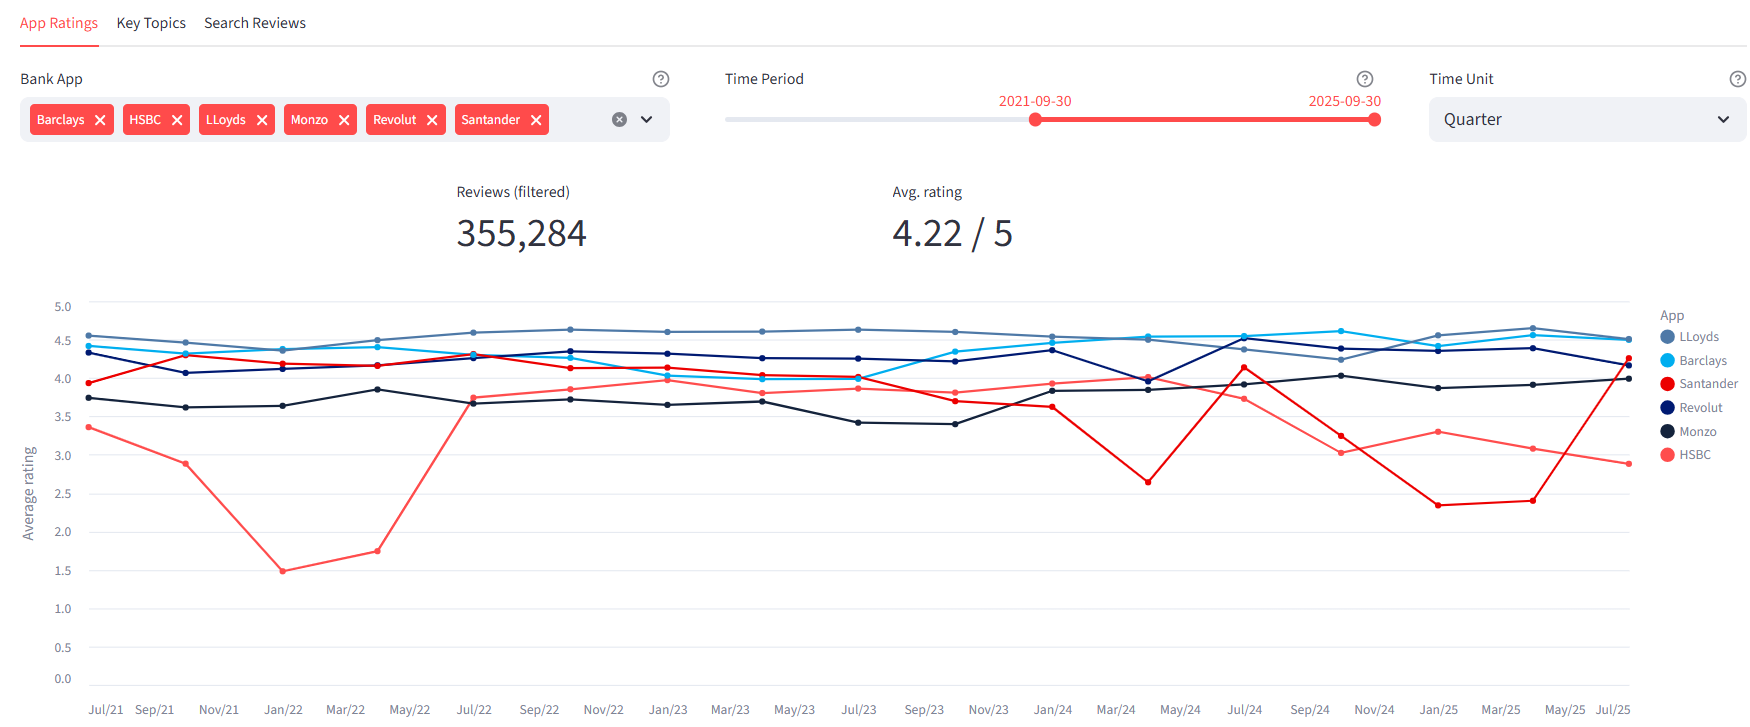 App Ratings Key Topics Search Reviews
Bank App
Time Period
Time Unit
2021-09-30 2025-09-30
Barclays HSBC LLoyds Monzo Revolut Santander
Quarter
Reviews (filtered)
355,284
Avg. rating
4.22 / 5
Average rating
5.0
4.5
4.0
3.5
3.0
2.5
2.0
1.5
1.0
0.5
0.0
Jul/21 Sep/21 Nov/21 Jan/22 Mar/22 May/22 Jul/22 Sep/22 Nov/22 Jan/23 Mar/23 May/23 Jul/23 Sep/23 Nov/23 Jan/24 Mar/24 May/24 Jul/24 Sep/24 Nov/24 Jan/25 Mar/25 May/25 Jul/25
App
LLoyds
Barclays
Santander
Revolut
Monzo
HSBC